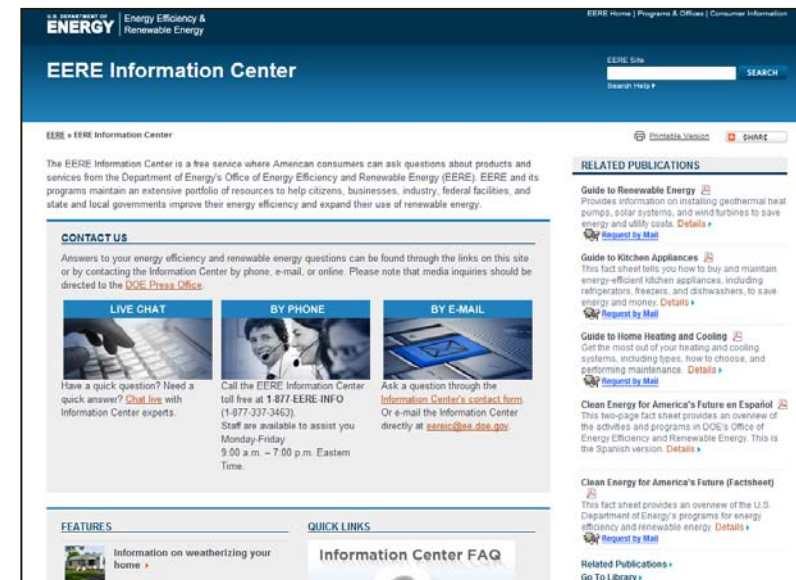 U.S. DEPARTMENT OF
ENERGY
Energy Efficiency &
Renewable Energy
EERE Home | Programs & Offices | Consumer Information
EERE Information Center
EERE Site
SEARCH
Search Help
EERE » EERE Information Center
Printable Version
SHARE
The EERE Information Center is a free service where American consumers can ask questions about products and
services from the Department of Energy's Office of Energy Efficiency and Renewable Energy (EERE). EERE and its
programs maintain an extensive portfolio of resources to help citizens, businesses, industry, federal facilities, and
state and local governments improve their energy efficiency and expand their use of renewable energy.
CONTACT US
Answers to your energy efficiency and renewable energy questions can be found through the links on this site
or by contacting the Information Center by phone, e-mail, or online. Please note that media inquiries should be
directed to the DOE Press Office.
LIVE CHAT
Have a quick question? Need a
quick answer? Chat live with
Information Center experts.
BY PHONE
Call the EERE Information Center
toll free at 1-877-EERE-INFO
(1-877-337-3463).
Staff are available to assist you
Monday-Friday
9:00 a.m. – 7:00 p.m. Eastern
Time.
BY E-MAIL
Ask a question through the
Information Center's contact form.
Or e-mail the Information Center
directly at eereic@ee.doe.gov.
FEATURES
Information on weatherizing your
home
QUICK LINKS
Information Center FAQ
RELATED PUBLICATIONS
Guide to Renewable Energy
Provides information on installing geothermal heat
pumps, solar systems, and wind turbines to save
energy and utility costs. Details
Request by Mail
Guide to Kitchen Appliances
This fact sheet tells you how to buy and maintain
energy-efficient kitchen appliances, including
refrigerators, freezers, and dishwashers, to save
energy and money. Details
Request by Mail
Guide to Home Heating and Cooling
Get the most out of your heating and cooling
systems, including types, how to choose, and
performing maintenance. Details
Request by Mail
Clean Energy for America's Future en Español
This two-page fact sheet provides an overview of
the activities and programs in DOE's Office of
Energy Efficiency and Renewable Energy. This is
the Spanish version. Details
Clean Energy for America's Future (Factsheet)
This fact sheet provides an overview of the U.S.
Department of Energy's programs for energy
efficiency and renewable energy. Details
Request by Mail
Related Publications
Go To Library